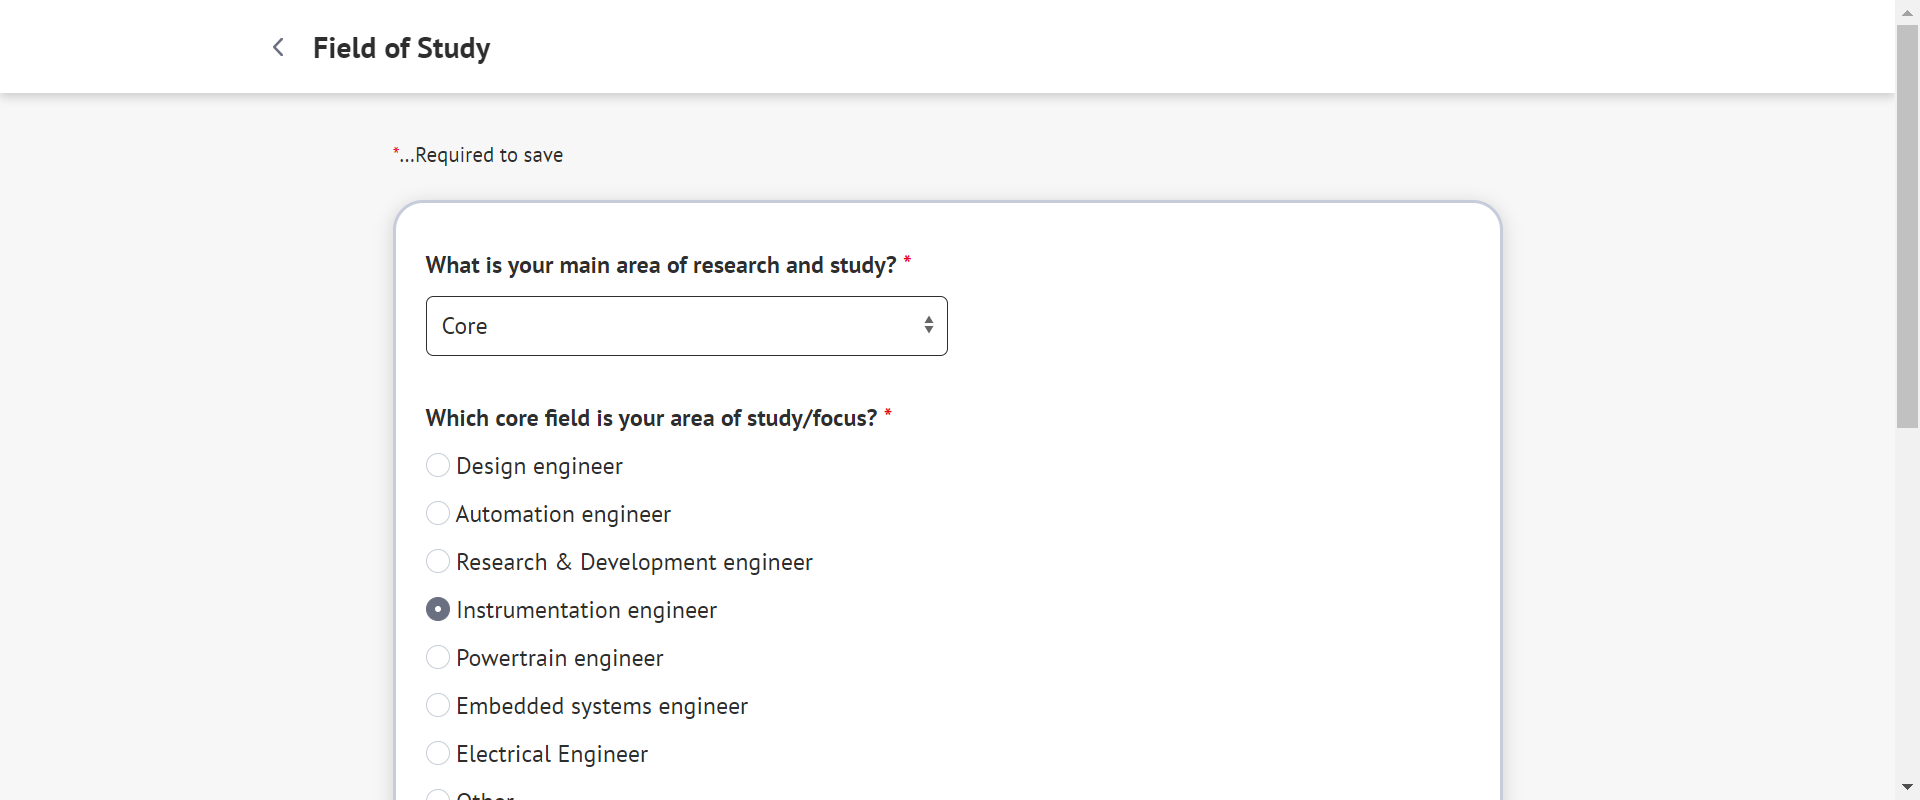 Field of Study
*...Required to save
What is your main area of research and study? *
Core
Which core field is your area of study/focus? *
Design engineer
Automation engineer
Research & Development engineer
Instrumentation engineer
Powertrain engineer
Embedded systems engineer
Electrical Engineer
Other